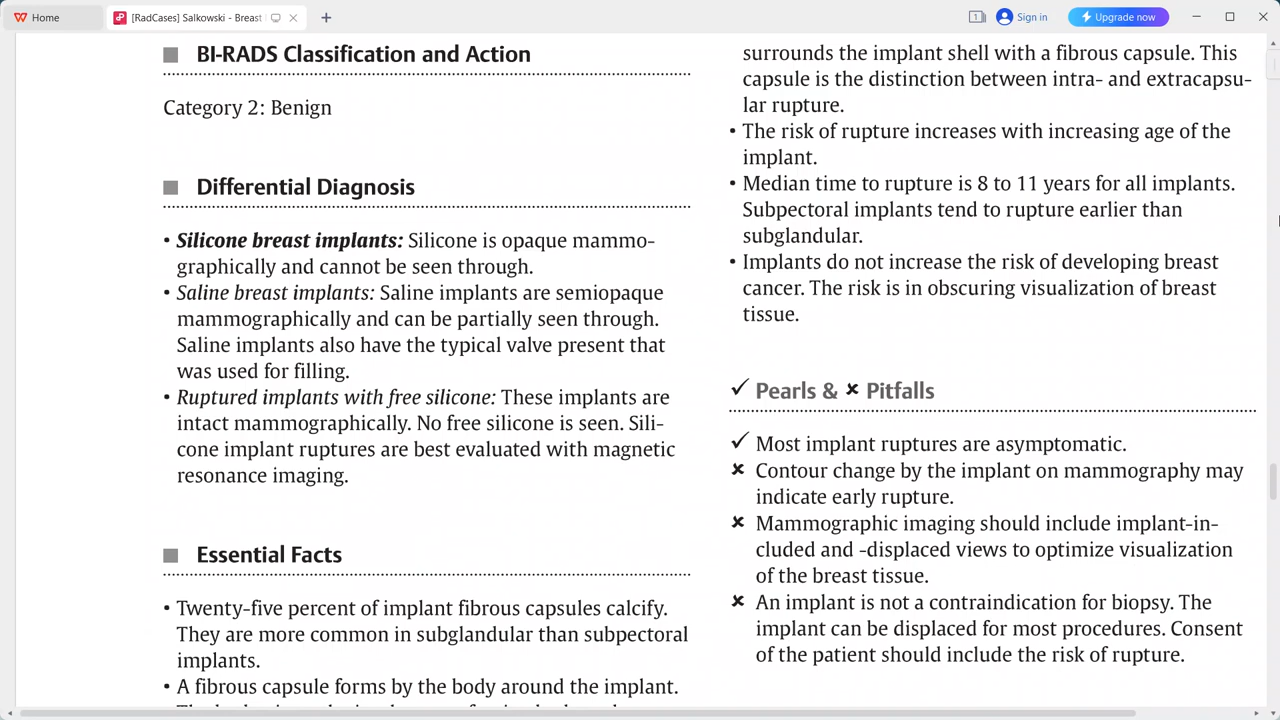 Home
[RadCases] Salkowski - Breast
1
Sign in
Upgrade now
BI-RADS Classification and Action
Category 2: Benign
Differential Diagnosis
• Silicone breast implants: Silicone is opaque mammo-
graphically and cannot be seen through.
• Saline breast implants: Saline implants are semiopaque
mammographically and can be partially seen through.
Saline implants also have the typical valve present that
was used for filling.
• Ruptured implants with free silicone: These implants are
intact mammographically. No free silicone is seen. Sili-
cone implant ruptures are best evaluated with magnetic
resonance imaging.
Essential Facts
• Twenty-five percent of implant fibrous capsules calcify.
They are more common in subglandular than subpectoral
implants.
• A fibrous capsule forms by the body around the implant.
surrounds the implant shell with a fibrous capsule. This
capsule is the distinction between intra- and extracapsu-
lar rupture.
• The risk of rupture increases with increasing age of the
implant.
• Median time to rupture is 8 to 11 years for all implants.
Subpectoral implants tend to rupture earlier than
subglandular.
• Implants do not increase the risk of developing breast
cancer. The risk is in obscuring visualization of breast
tissue.
✓ Pearls & ✗ Pitfalls
✓ Most implant ruptures are asymptomatic.
✗ Contour change by the implant on mammography may
indicate early rupture.
✗ Mammographic imaging should include implant-in-
cluded and -displaced views to optimize visualization
of the breast tissue.
✗ An implant is not a contraindication for biopsy. The
implant can be displaced for most procedures. Consent
of the patient should include the risk of rupture.